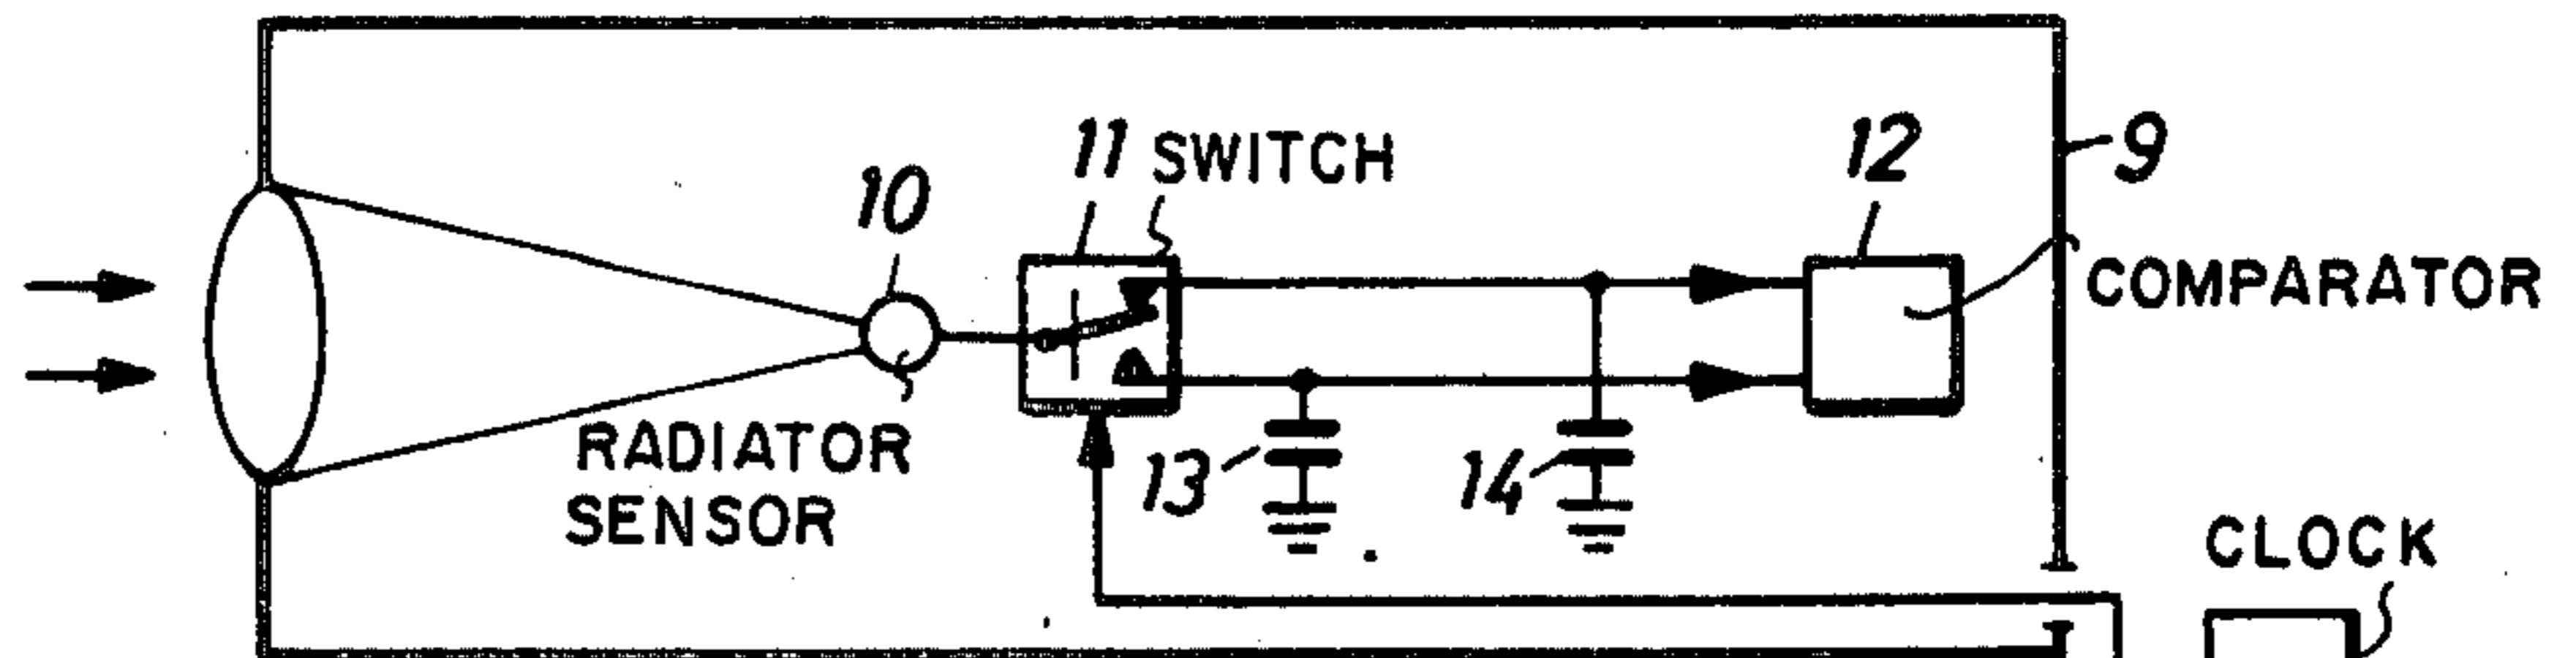 11 SWITCH
12
9
10
COMPARATOR
RADIATOR
SENSOR
13
14
CLOCK